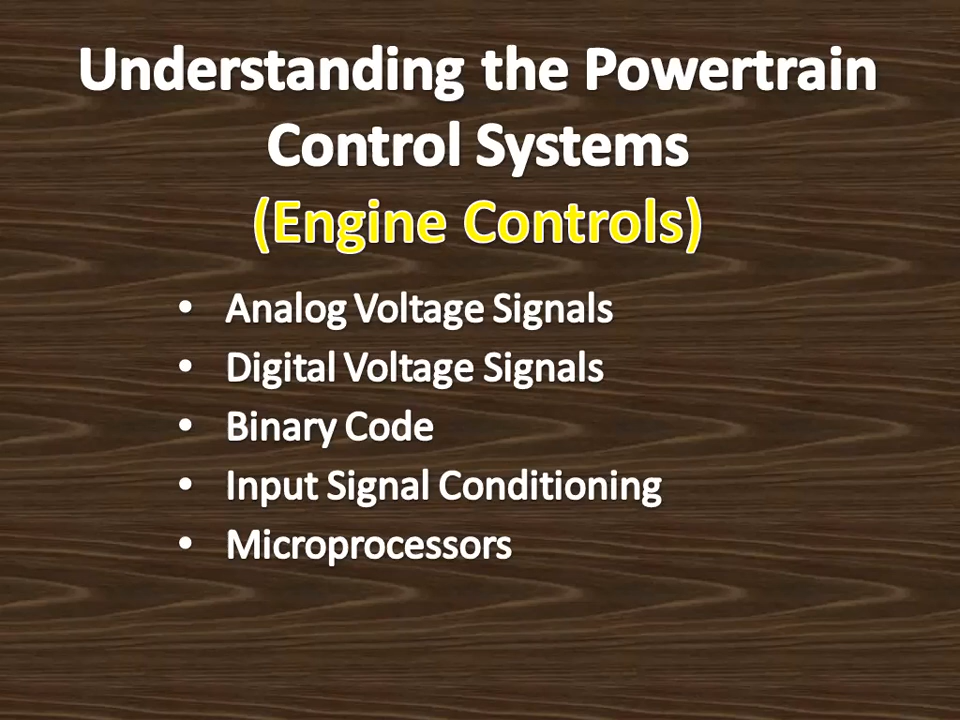 Understanding the Powertrain
Control Systems
(Engine Controls)
• Analog Voltage Signals
• Digital Voltage Signals
• Binary Code
• Input Signal Conditioning
• Microprocessors